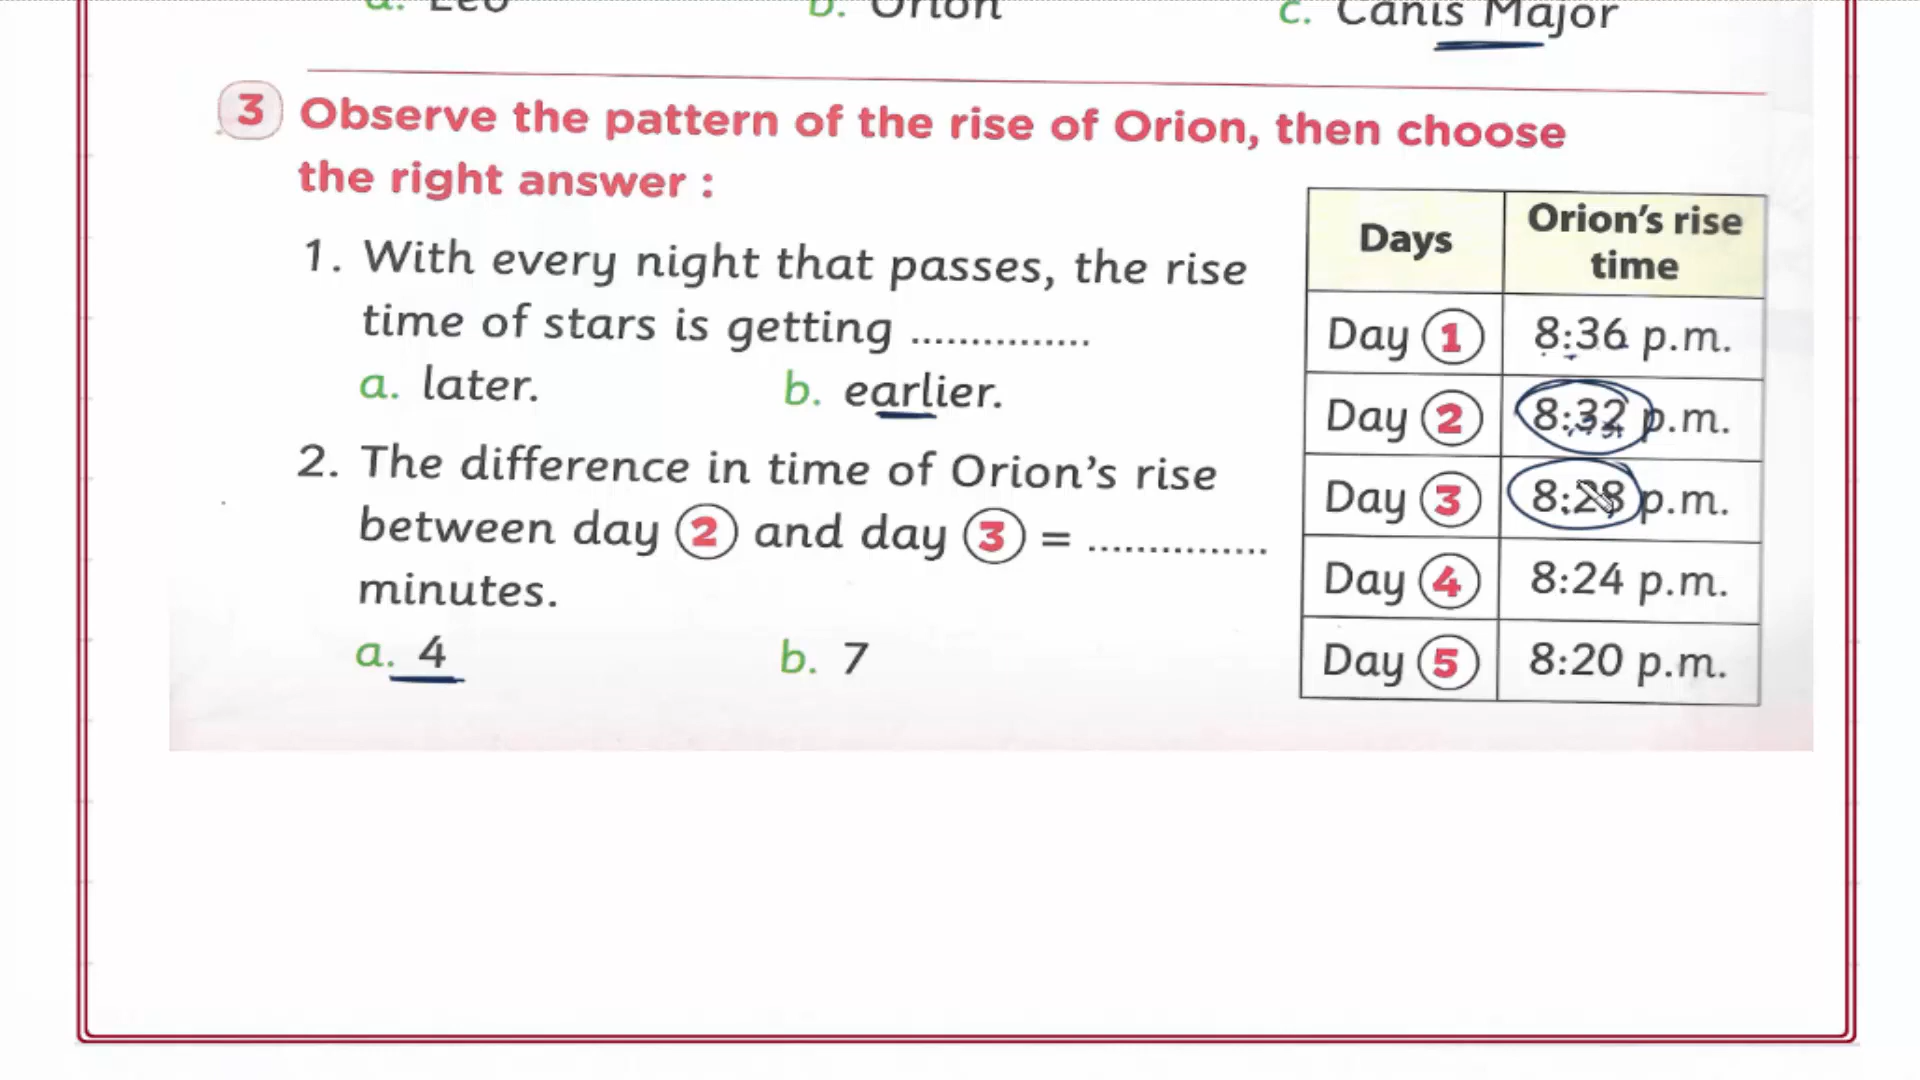 a. Leo b. Orion c. Canis Major
3 Observe the pattern of the rise of Orion, then choose
the right answer :
1. With every night that passes, the rise
time of stars is getting ...............
a. later. b. earlier.
2. The difference in time of Orion's rise
between day 2 and day 3 = ...............
minutes.
a. 4 b. 7
Days Orion's rise time
Day 1 8:36 p.m.
Day 2 8:32 p.m.
Day 3 8:28 p.m.
Day 4 8:24 p.m.
Day 5 8:20 p.m.